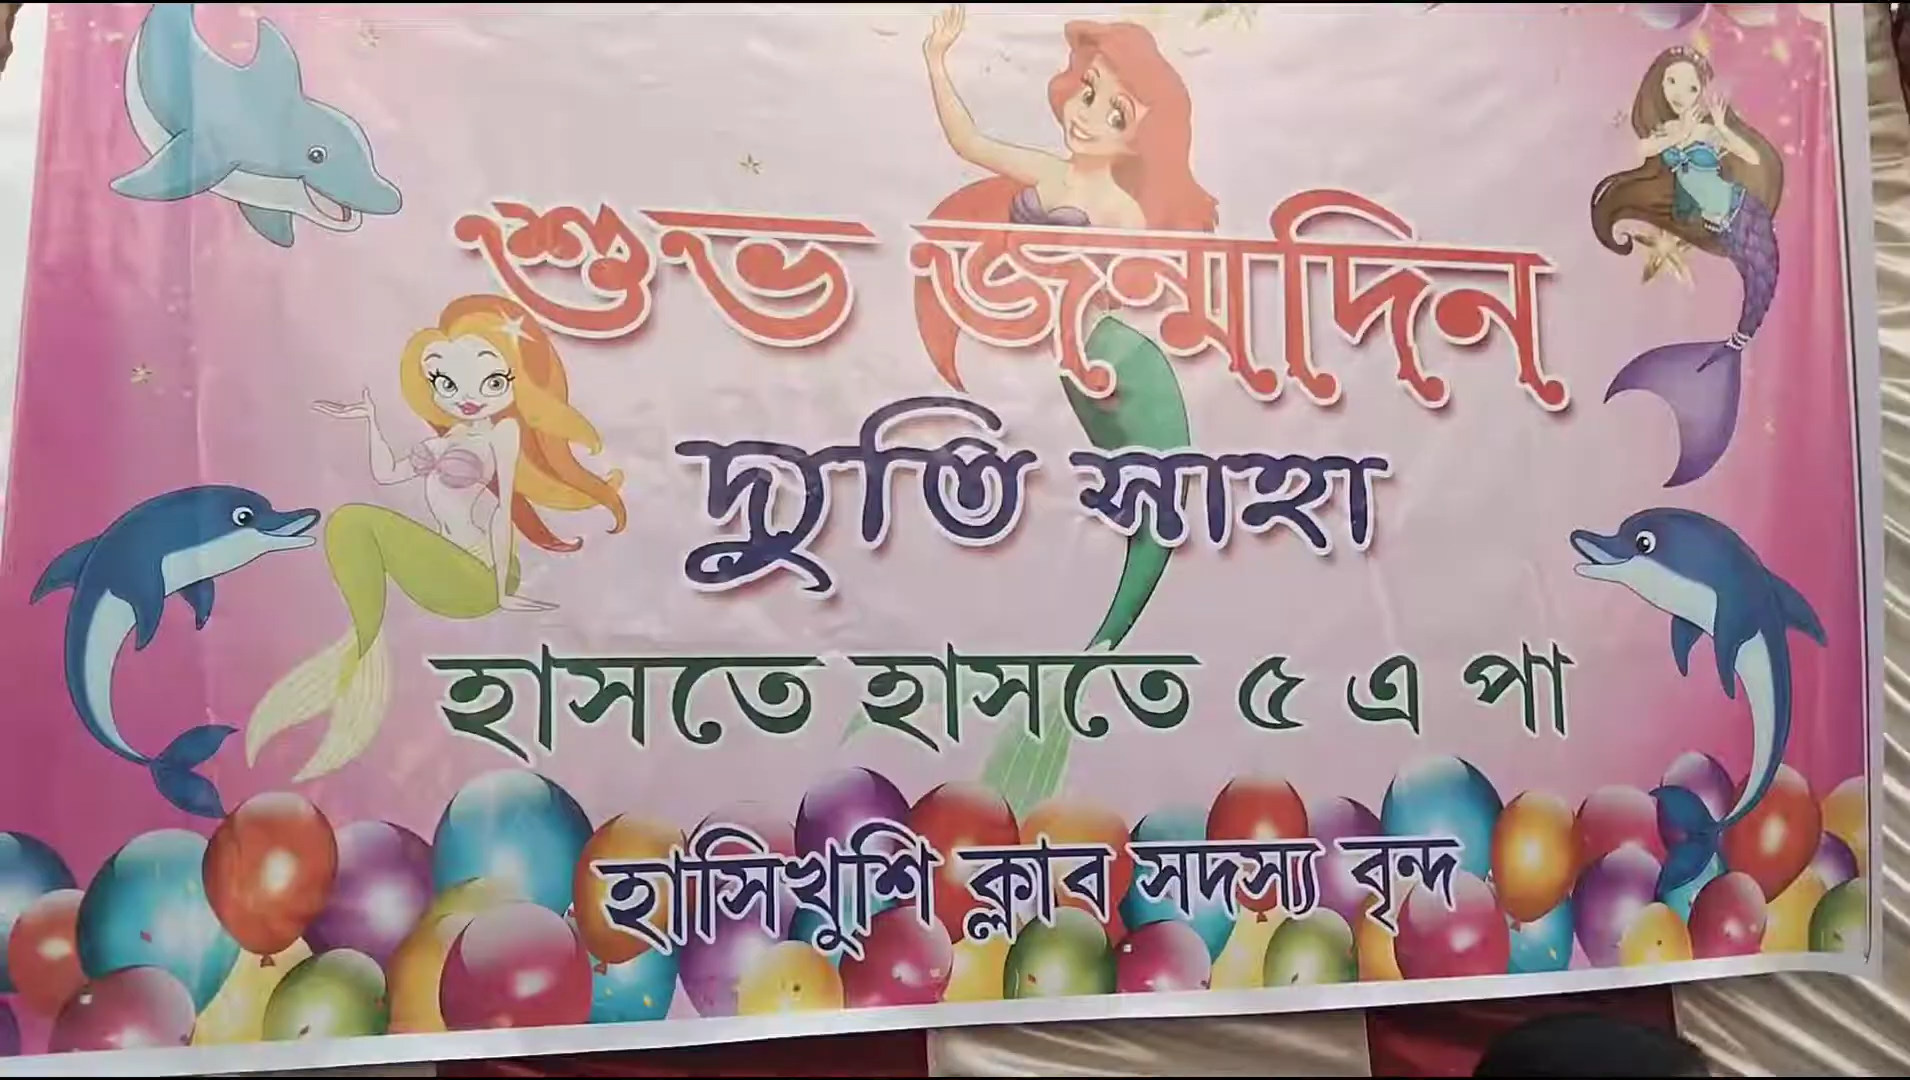 শুভ জন্মদিন
দ্যুতি সাহা
হাসতে হাসতে ৫ এ পা
হাসিখুশি ক্লাব সদস্য বৃন্দ